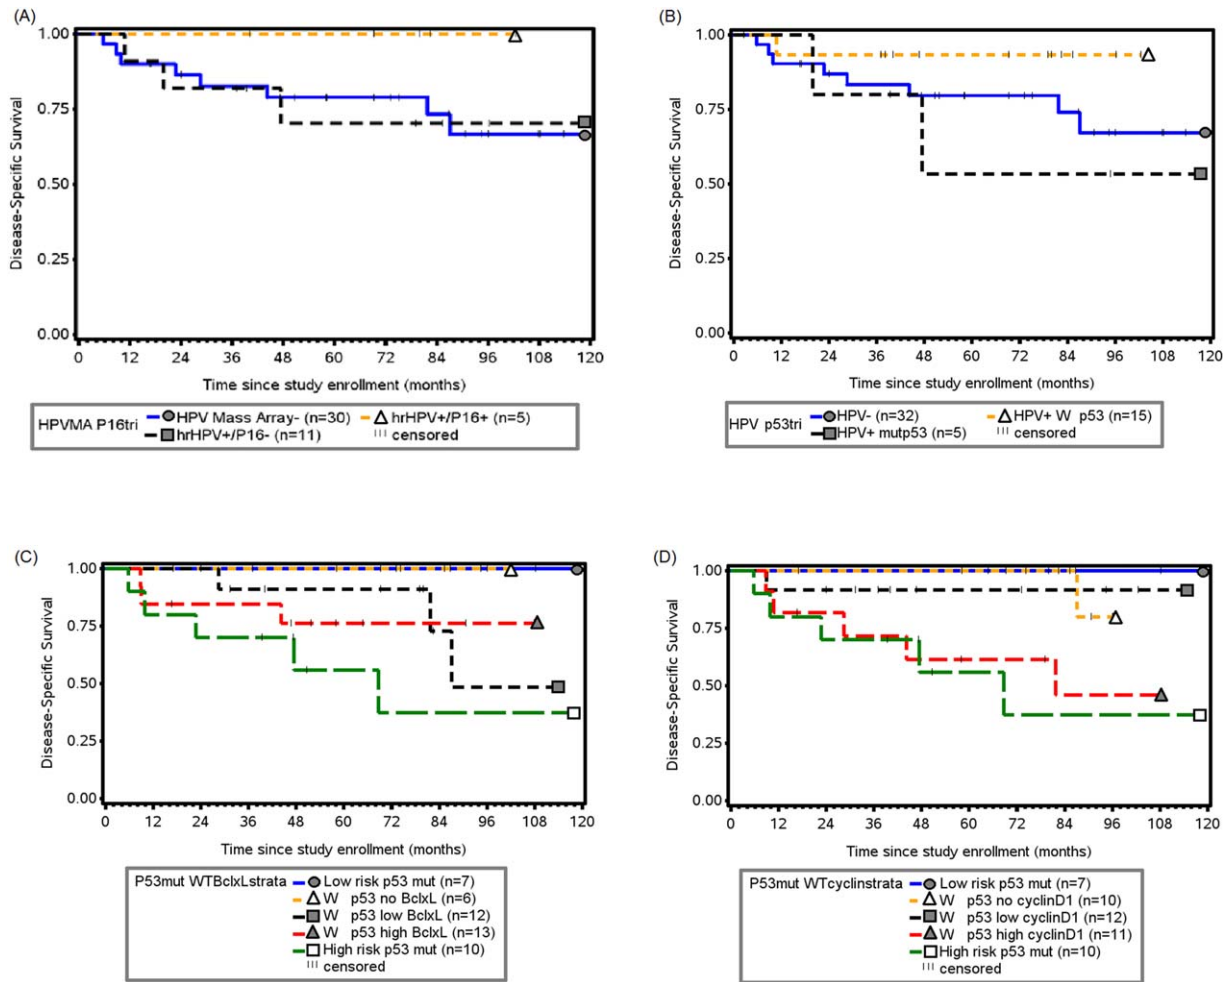 (A)
Disease-Specific Survival
1.00
0.75
0.50
0.25
0.00
0 12 24 36 48 60 72 84 96 108 120
Time since study enrollment (months)
HPVMA P16tri HPV Mass Array- (n=30) hrHPV+/P16+ (n=5)
hrHPV+/P16- (n=11) censored
(B)
Disease-Specific Survival
1.00
0.75
0.50
0.25
0.00
0 12 24 36 48 60 72 84 96 108 120
Time since study enrollment (months)
HPV p53tri HPV- (n=32) HPV+ W p53 (n=15)
HPV+ mutp53 (n=5) censored
(C)
Disease-Specific Survival
1.00
0.75
0.50
0.25
0.00
0 12 24 36 48 60 72 84 96 108 120
Time since study enrollment (months)
P53mut WTBclxLstrata Low risk p53 mut (n=7)
W p53 no BclxL (n=6)
W p53 low BclxL (n=12)
W p53 high BclxL (n=13)
High risk p53 mut (n=10)
censored
(D)
Disease-Specific Survival
1.00
0.75
0.50
0.25
0.00
0 12 24 36 48 60 72 84 96 108 120
Time since study enrollment (months)
P53mut WTcyclinstrata Low risk p53 mut (n=7)
W p53 no cyclinD1 (n=10)
W p53 low cyclinD1 (n=12)
W p53 high cyclinD1 (n=11)
High risk p53 mut (n=10)
censored